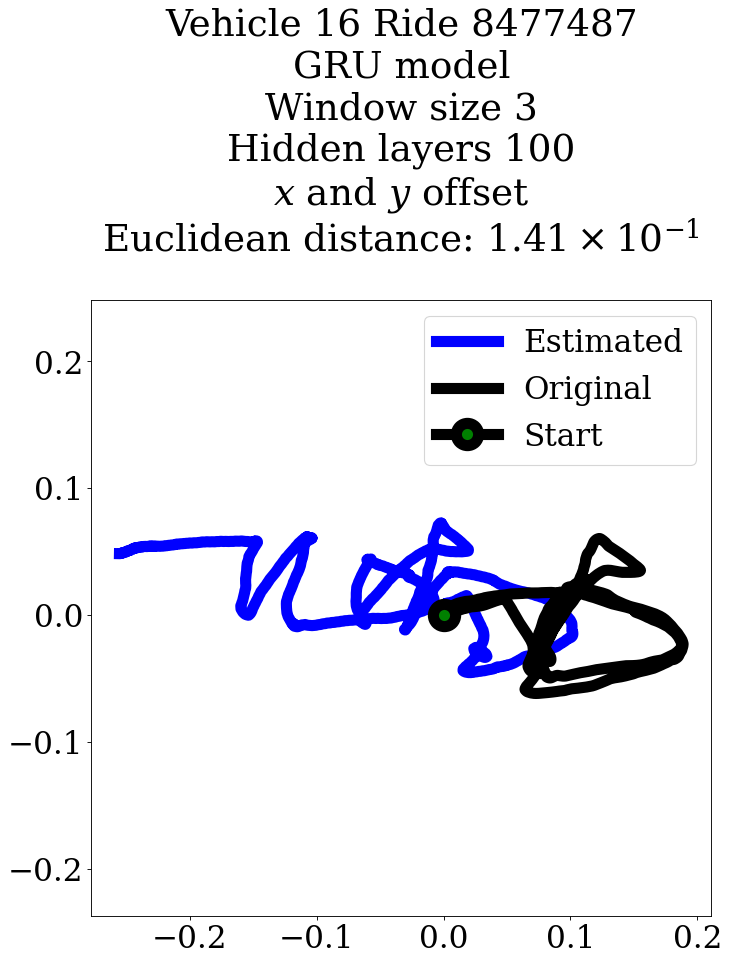 Vehicle 16 Ride 8477487
GRU model
Window size 3
Hidden layers 100
x and y offset
Euclidean distance: 1.41 × 10⁻¹
Estimated
Original
Start
0.2
0.1
0.0
−0.1
−0.2
−0.2 −0.1 0.0 0.1 0.2